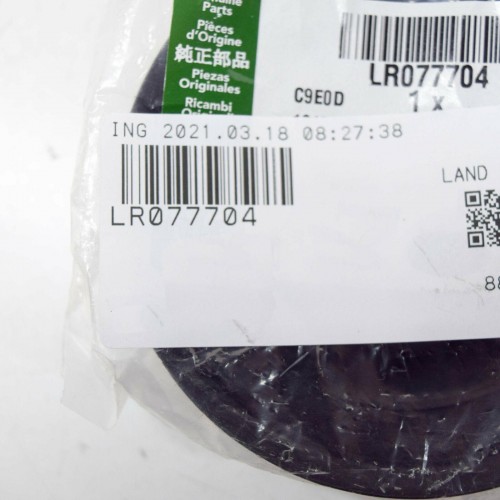 Parts
Pièces
d'Origine
純正部品
Piezas
Originales
Ricambi
LR077704
C9E0D
1 x
ING 2021.03.18 08:27:38
LAND
LR077704